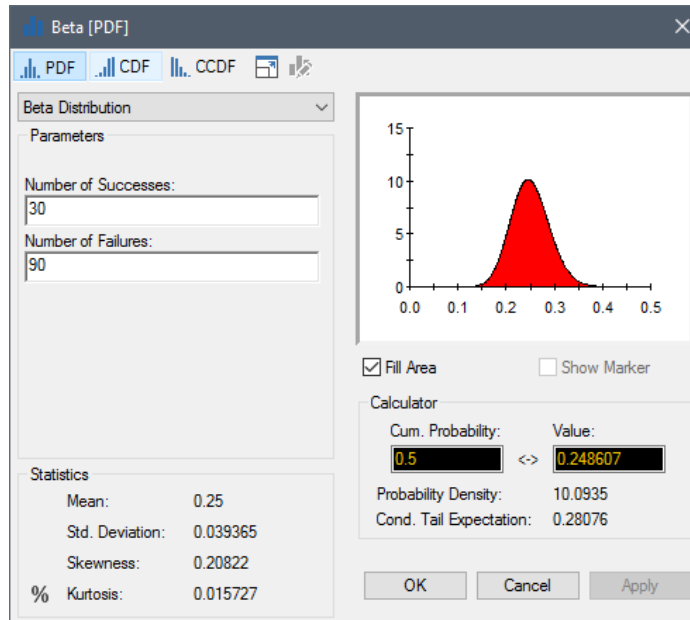 Beta [PDF]
PDF CDF CCDF
Beta Distribution
Parameters
Number of Successes:
30
Number of Failures:
90
Statistics
Mean: 0.25
Std. Deviation: 0.039365
Skewness: 0.20822
% Kurtosis: 0.015727
15
10
5
0
0.0 0.1 0.2 0.3 0.4 0.5
Fill Area Show Marker
Calculator
Cum. Probability: Value:
0.5 <-> 0.248607
Probability Density: 10.0935
Cond. Tail Expectation: 0.28076
OK Cancel Apply